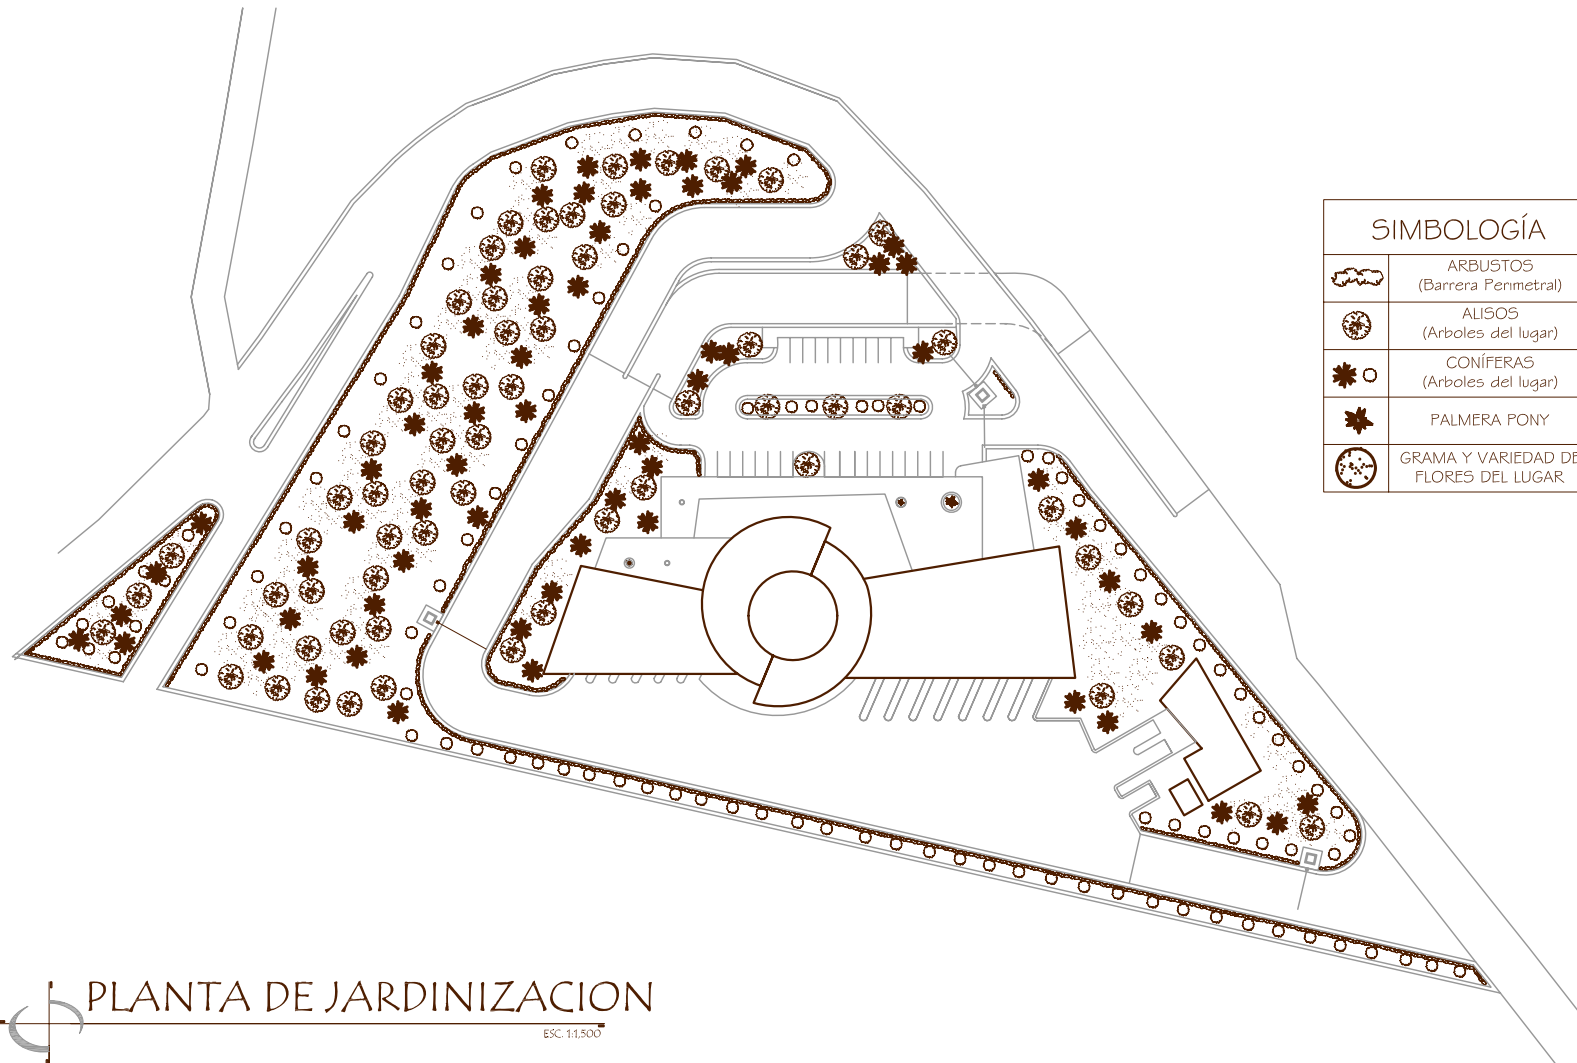 SIMBOLOGÍA
ARBUSTOS
(Barrera Perimetral)
ALISOS
(Arboles del lugar)
CONÍFERAS
(Arboles del lugar)
PALMERA PONY
GRAMA Y VARIEDAD DE
FLORES DEL LUGAR
PLANTA DE JARDINIZACION
ESC. 1:1,500